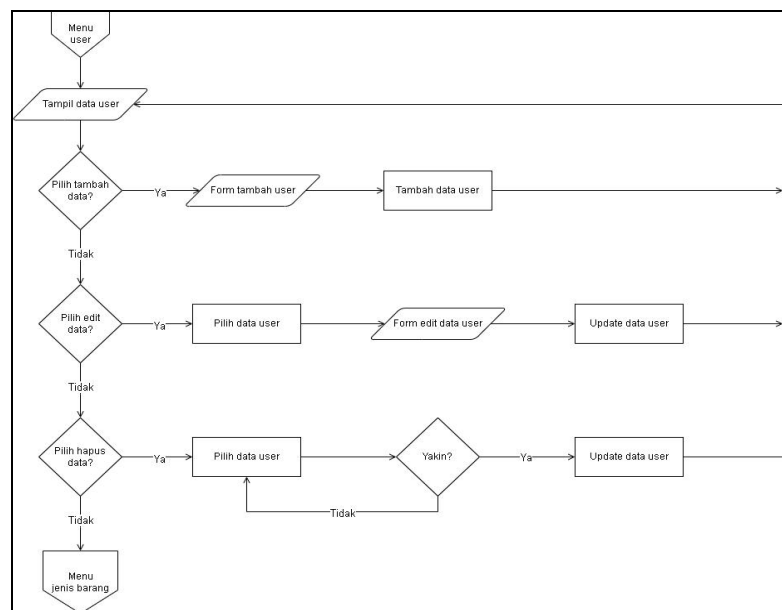 Menu
user
Tampil data user
Pilih tambah
data?
Ya
Form tambah user
Tambah data user
Tidak
Pilih edit
data?
Ya
Pilih data user
Form edit data user
Update data user
Tidak
Pilih hapus
data?
Ya
Pilih data user
Yakin?
Ya
Update data user
Tidak
Tidak
Menu
jenis barang